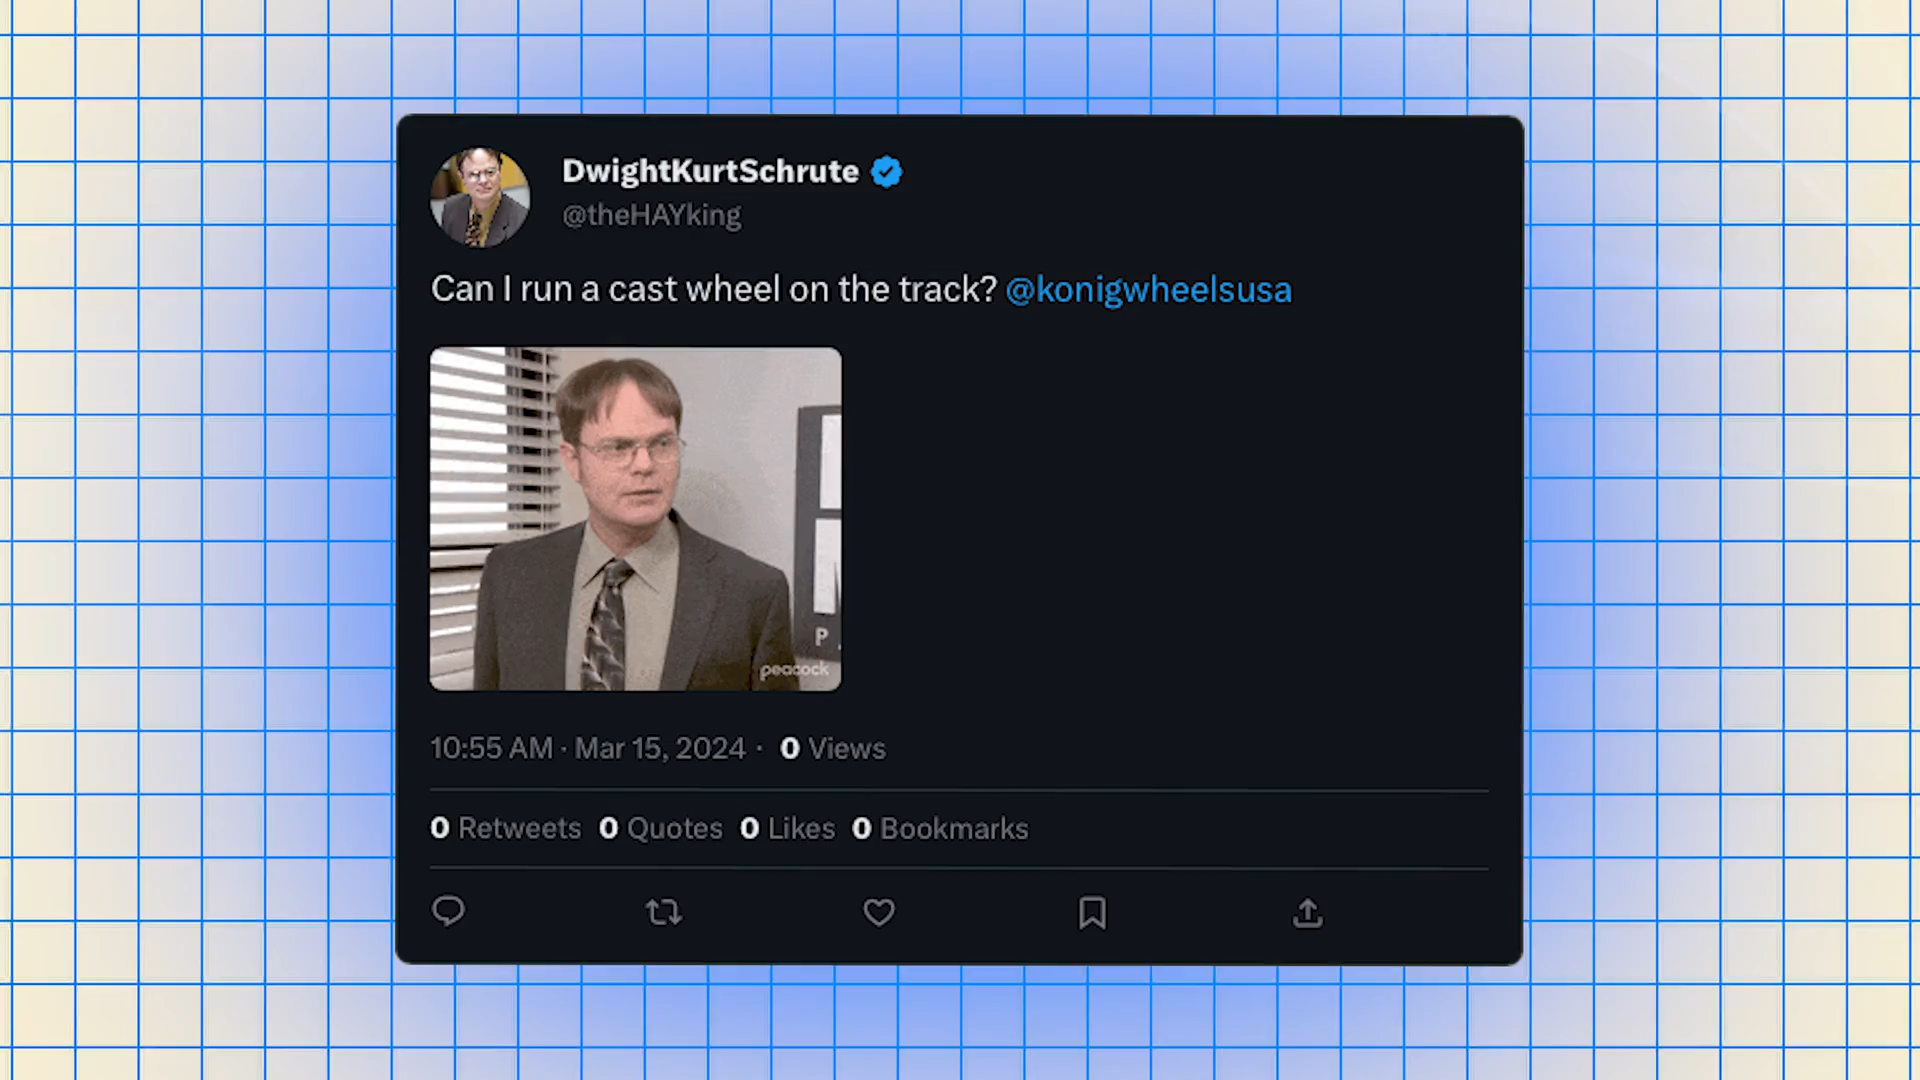 DwightKurtSchrute
@theHAYking
Can I run a cast wheel on the track? @konigwheelsusa
P
peacock
10:55 AM · Mar 15, 2024 · 0 Views
0 Retweets 0 Quotes 0 Likes 0 Bookmarks